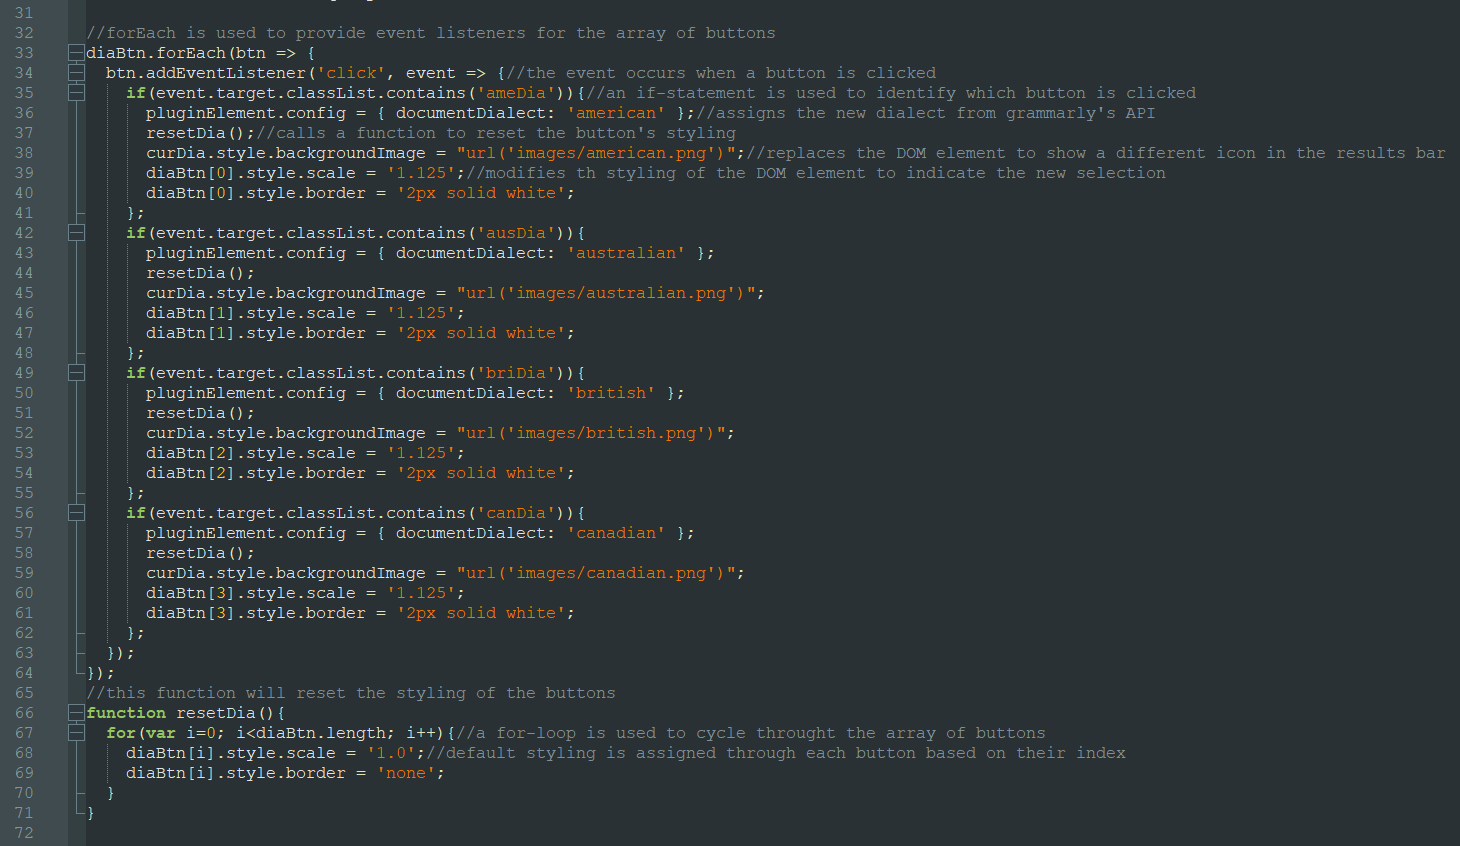 31
32 //forEach is used to provide event listeners for the array of buttons
33 diaBtn.forEach(btn => {
34   btn.addEventListener('click', event => {//the event occurs when a button is clicked
35     if(event.target.classList.contains('ameDia')){//an if-statement is used to identify which button is clicked
36       pluginElement.config = { documentDialect: 'american' };//assigns the new dialect from grammarly's API
37       resetDia();//calls a function to reset the button's styling
38       curDia.style.backgroundImage = "url('images/american.png')";//replaces the DOM element to show a different icon in the results bar
39       diaBtn[0].style.scale = '1.125';//modifies th styling of the DOM element to indicate the new selection
40       diaBtn[0].style.border = '2px solid white';
41     };
42     if(event.target.classList.contains('ausDia')){
43       pluginElement.config = { documentDialect: 'australian' };
44       resetDia();
45       curDia.style.backgroundImage = "url('images/australian.png')";
46       diaBtn[1].style.scale = '1.125';
47       diaBtn[1].style.border = '2px solid white';
48     };
49     if(event.target.classList.contains('briDia')){
50       pluginElement.config = { documentDialect: 'british' };
51       resetDia();
52       curDia.style.backgroundImage = "url('images/british.png')";
53       diaBtn[2].style.scale = '1.125';
54       diaBtn[2].style.border = '2px solid white';
55     };
56     if(event.target.classList.contains('canDia')){
57       pluginElement.config = { documentDialect: 'canadian' };
58       resetDia();
59       curDia.style.backgroundImage = "url('images/canadian.png')";
60       diaBtn[3].style.scale = '1.125';
61       diaBtn[3].style.border = '2px solid white';
62     };
63   });
64 });
65 //this function will reset the styling of the buttons
66 function resetDia(){
67   for(var i=0; i<diaBtn.length; i++){//a for-loop is used to cycle throught the array of buttons
68     diaBtn[i].style.scale = '1.0';//default styling is assigned through each button based on their index
69     diaBtn[i].style.border = 'none';
70   }
71 }
72